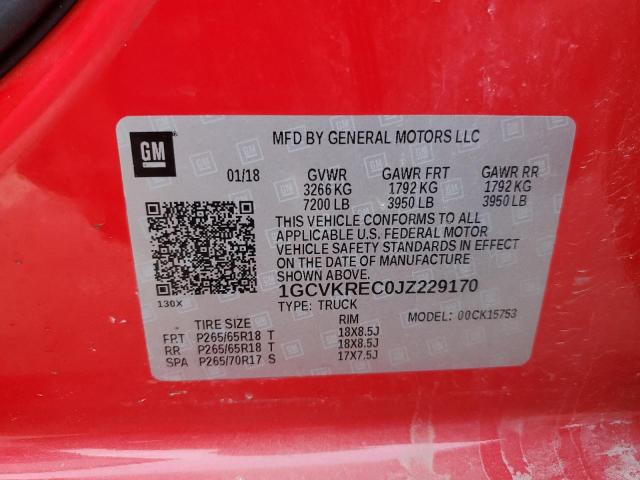 GM
MFD BY GENERAL MOTORS LLC
01/18 GVWR GAWR FRT GAWR RR
3266 KG 1792 KG 1792 KG
7200 LB 3950 LB 3950 LB
THIS VEHICLE CONFORMS TO ALL
APPLICABLE U.S. FEDERAL MOTOR
VEHICLE SAFETY STANDARDS IN EFFECT
ON THE DATE OF MANUFACTURE
SHOWN ABOVE.
130X
1GCVKREC0JZ229170
TYPE: TRUCK MODEL: 00CK15753
TIRE SIZE RIM
FRT P265/65R18 T 18X8.5J
RR P265/65R18 T 18X8.5J
SPA P265/70R17 S 17X7.5J